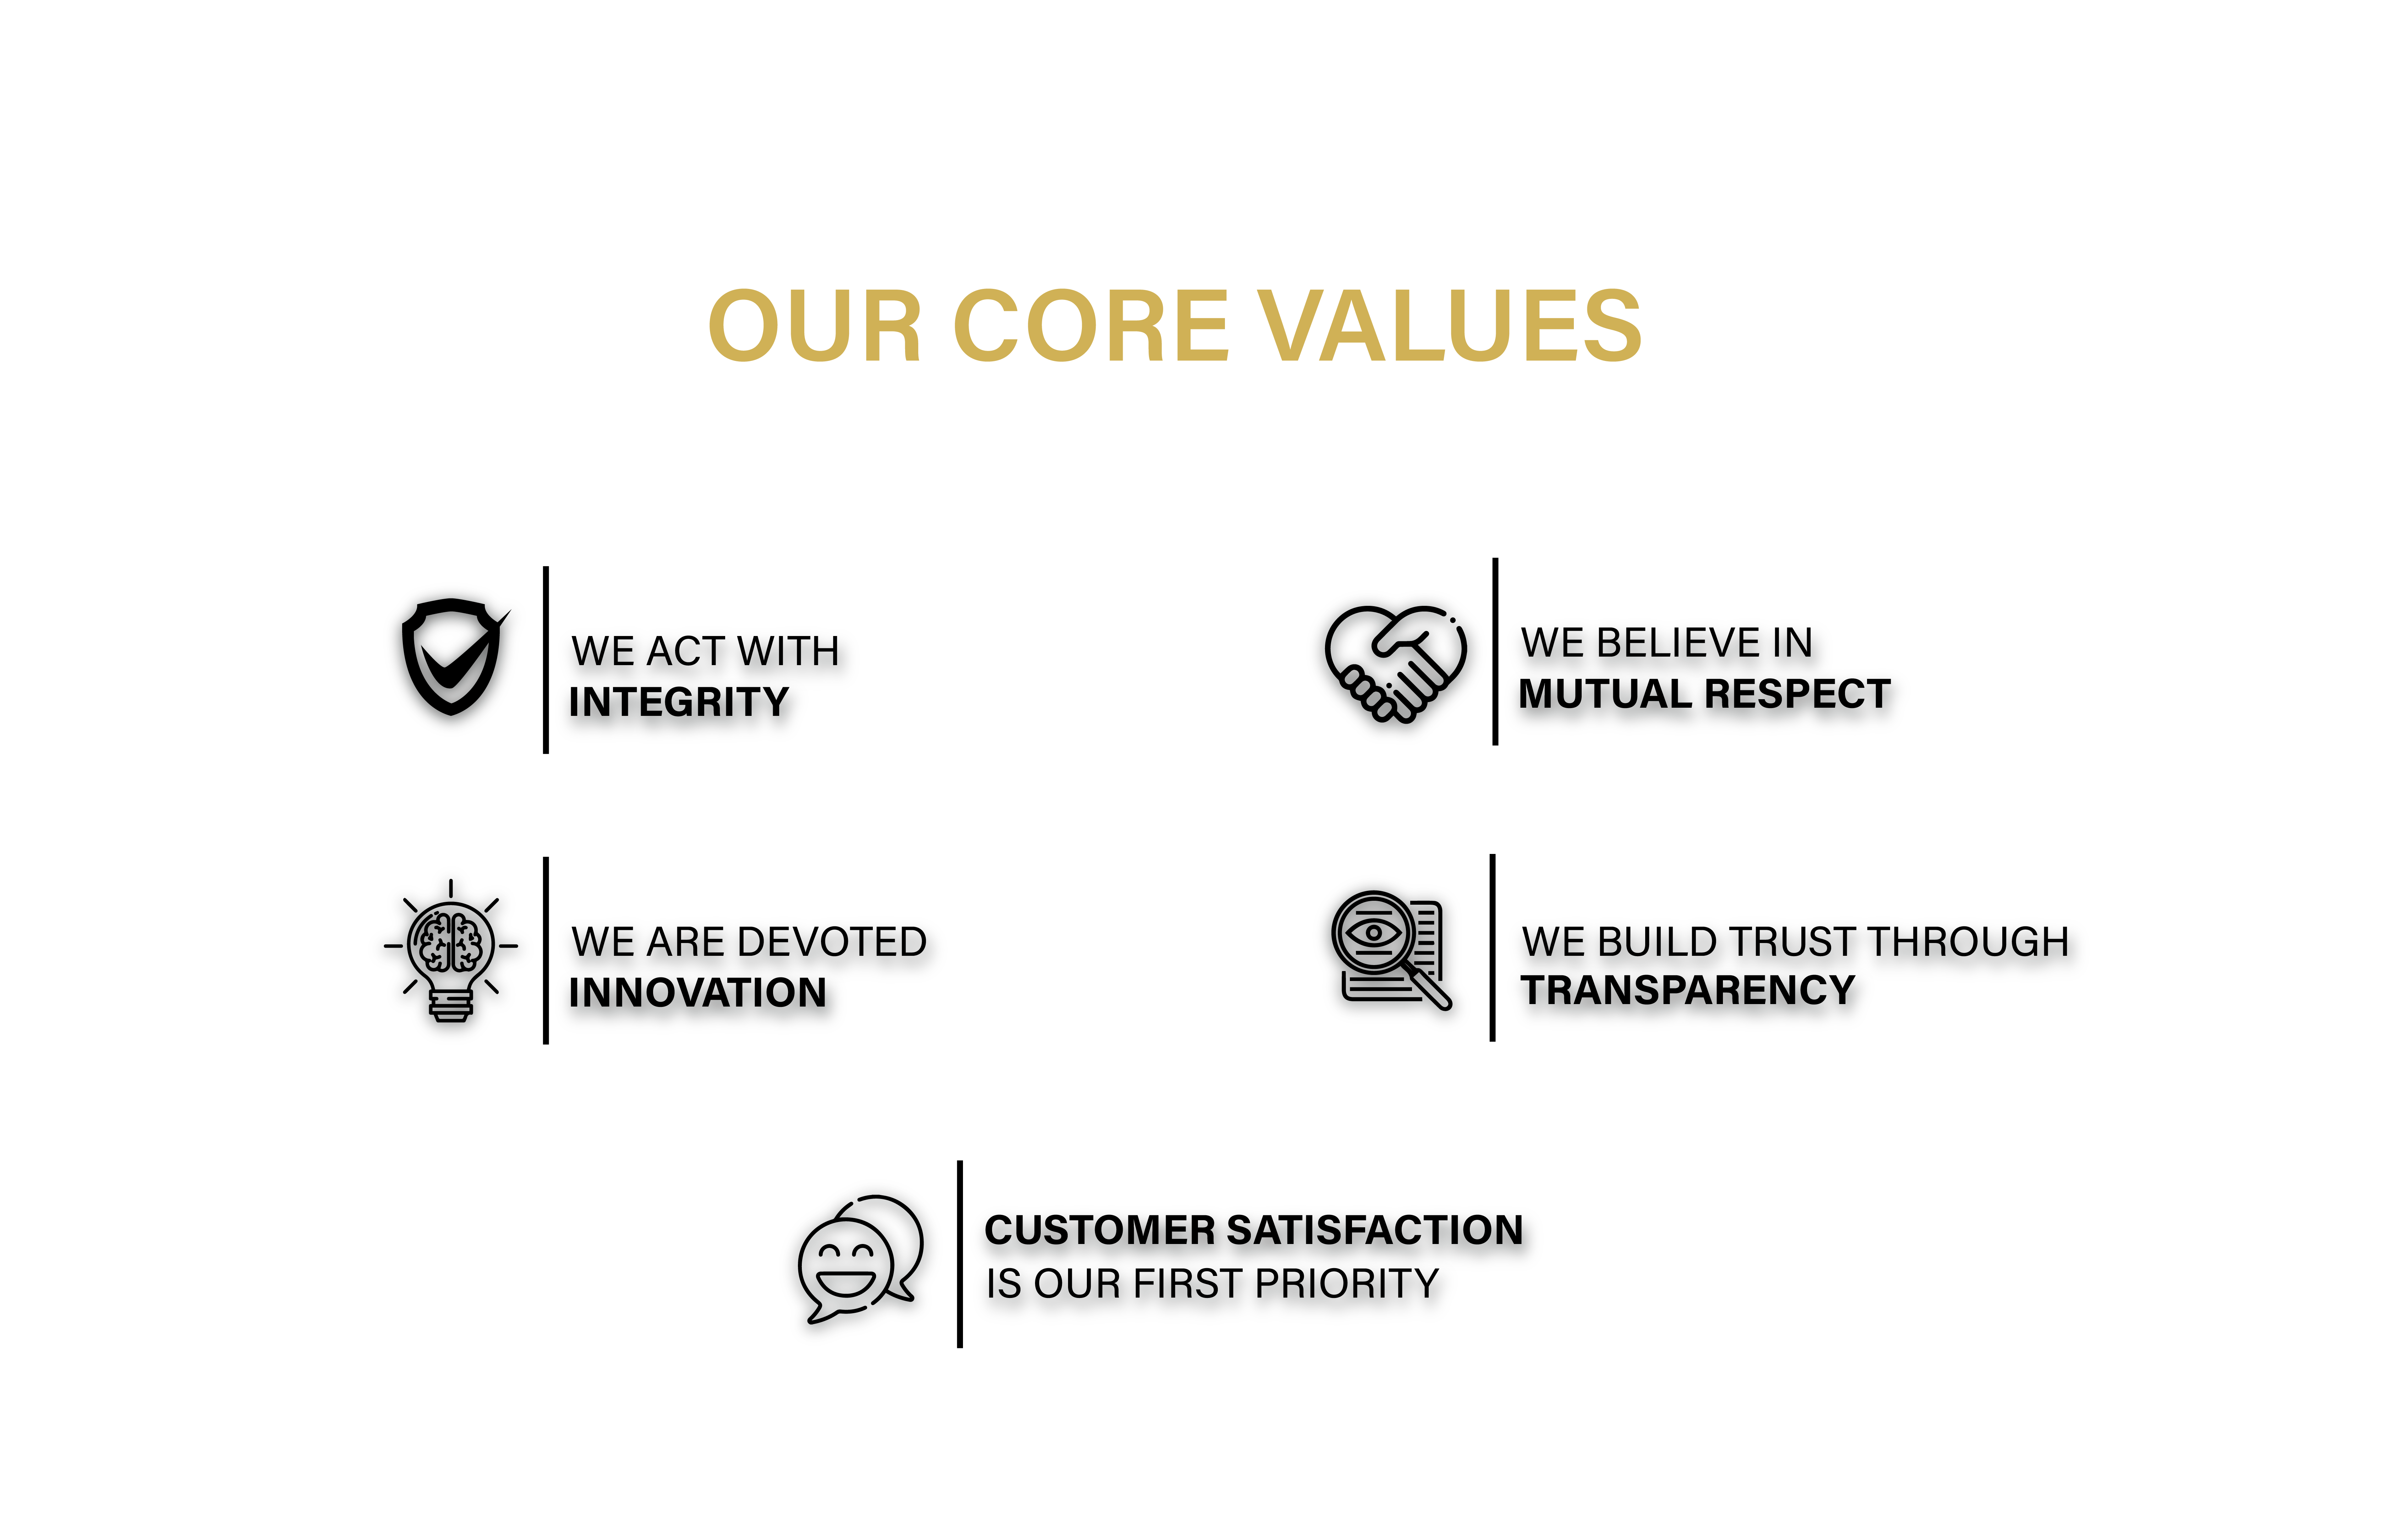 OUR CORE VALUES
WE ACT WITH
INTEGRITY
WE BELIEVE IN
MUTUAL RESPECT
WE ARE DEVOTED
INNOVATION
WE BUILD TRUST THROUGH
TRANSPARENCY
CUSTOMER SATISFACTION
IS OUR FIRST PRIORITY